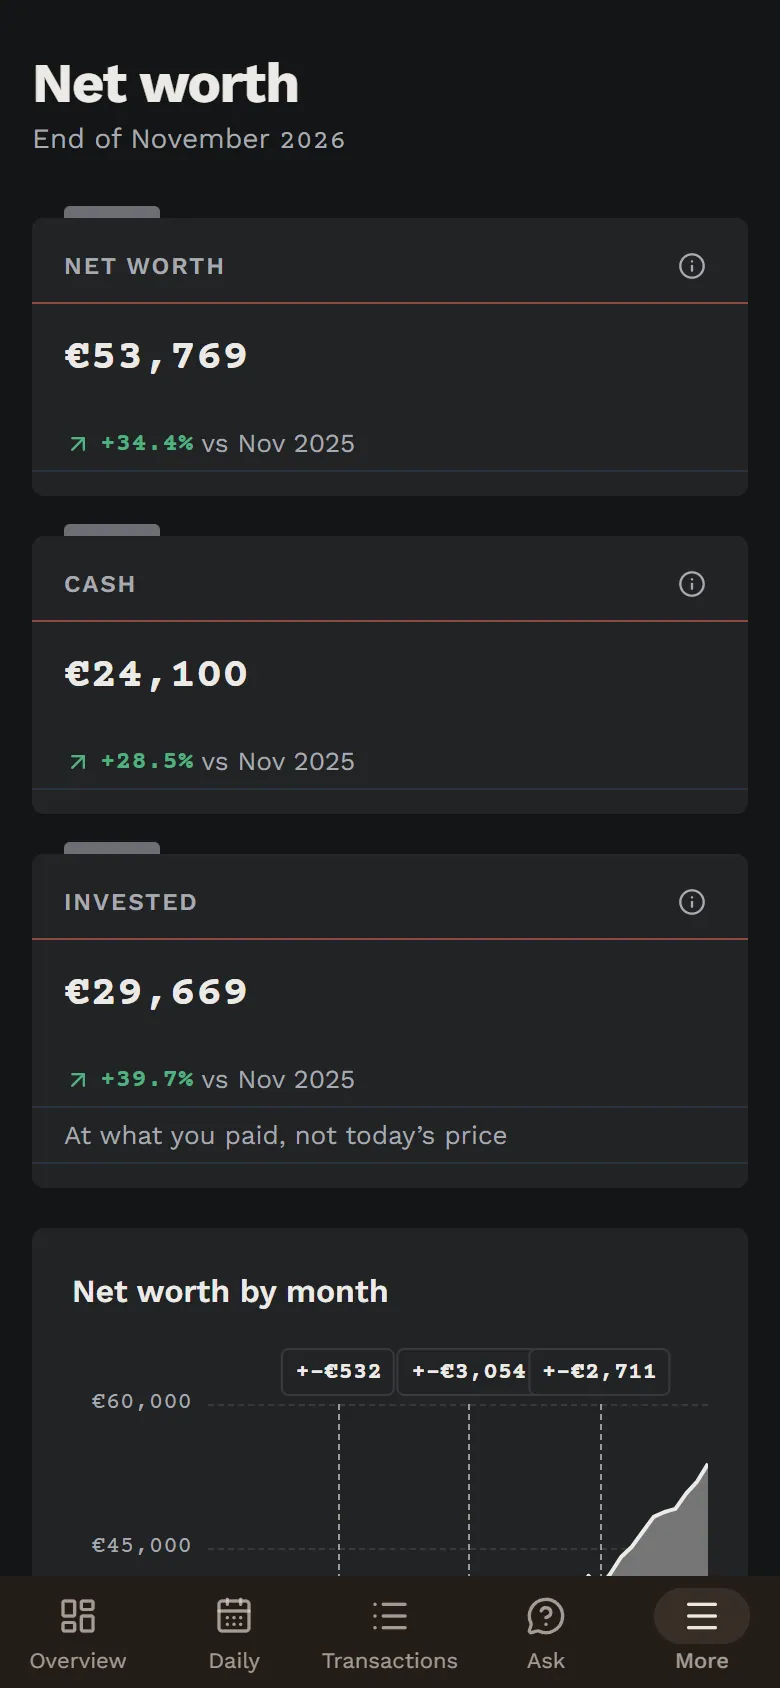 Net worth
End of November 2026
NET WORTH
€53,769
+34.4% vs Nov 2025
CASH
€24,100
+28.5% vs Nov 2025
INVESTED
€29,669
+39.7% vs Nov 2025
At what you paid, not today’s price
Net worth by month
+−€532 +−€3,054 +−€2,711
€60,000
€45,000
Overview Daily Transactions Ask More